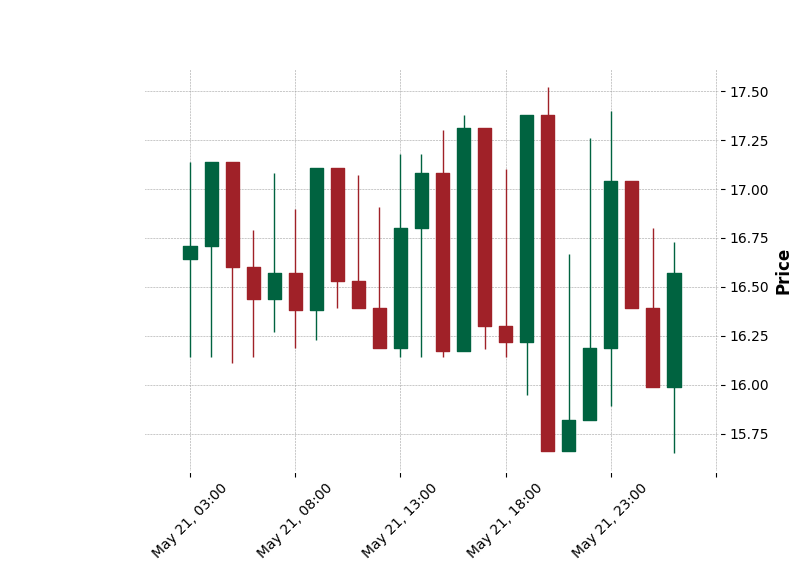 17.50
17.25
17.00
16.75
16.50
16.25
16.00
15.75
Price
May 21, 03:00
May 21, 08:00
May 21, 13:00
May 21, 18:00
May 21, 23:00